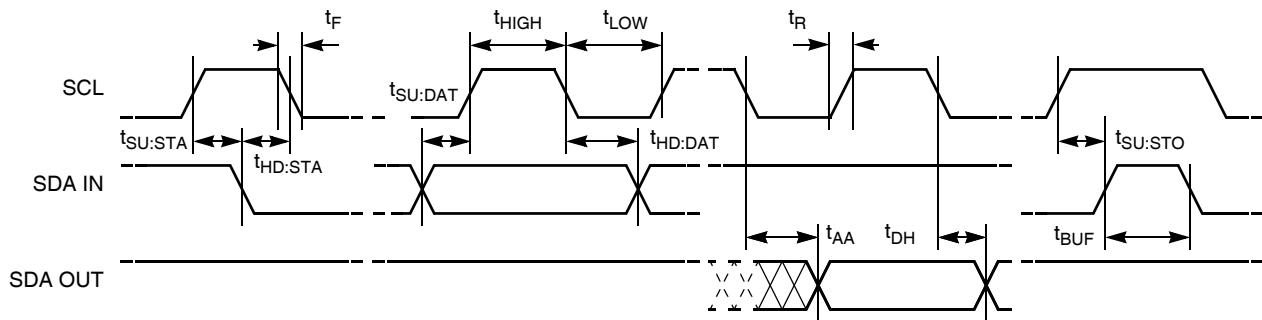 tF
tHIGH
tLOW
tR
SCL
tSU:DAT
tSU:STA
tHD:STA
tHD:DAT
tSU:STO
SDA IN
tAA
tDH
tBUF
SDA OUT